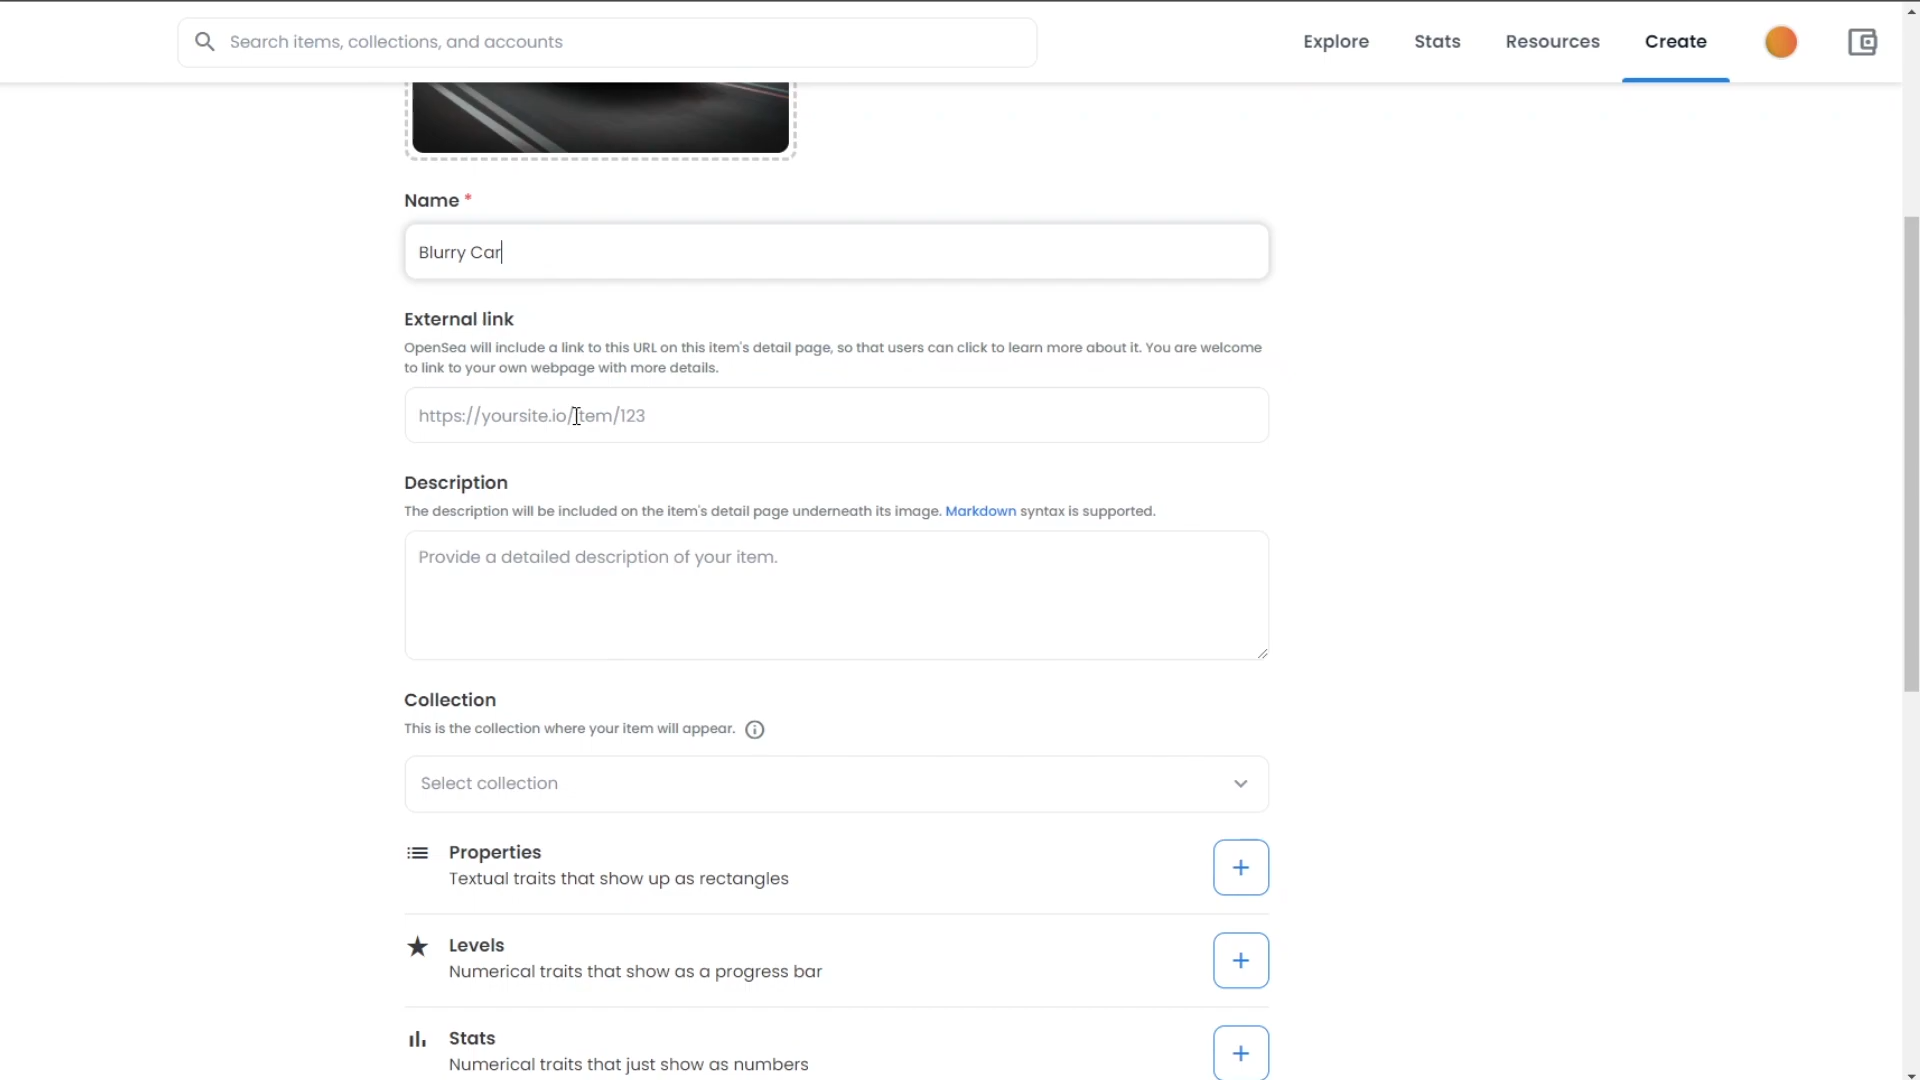 Search items, collections, and accounts
Explore
Stats
Resources
Create
Name *
Blurry Car
External link
OpenSea will include a link to this URL on this item's detail page, so that users can click to learn more about it. You are welcome
to link to your own webpage with more details.
https://yoursite.io/item/123
Description
The description will be included on the item's detail page underneath its image. Markdown syntax is supported.
Provide a detailed description of your item.
Collection
This is the collection where your item will appear.
Select collection
Properties
Textual traits that show up as rectangles
Levels
Numerical traits that show as a progress bar
Stats
Numerical traits that just show as numbers